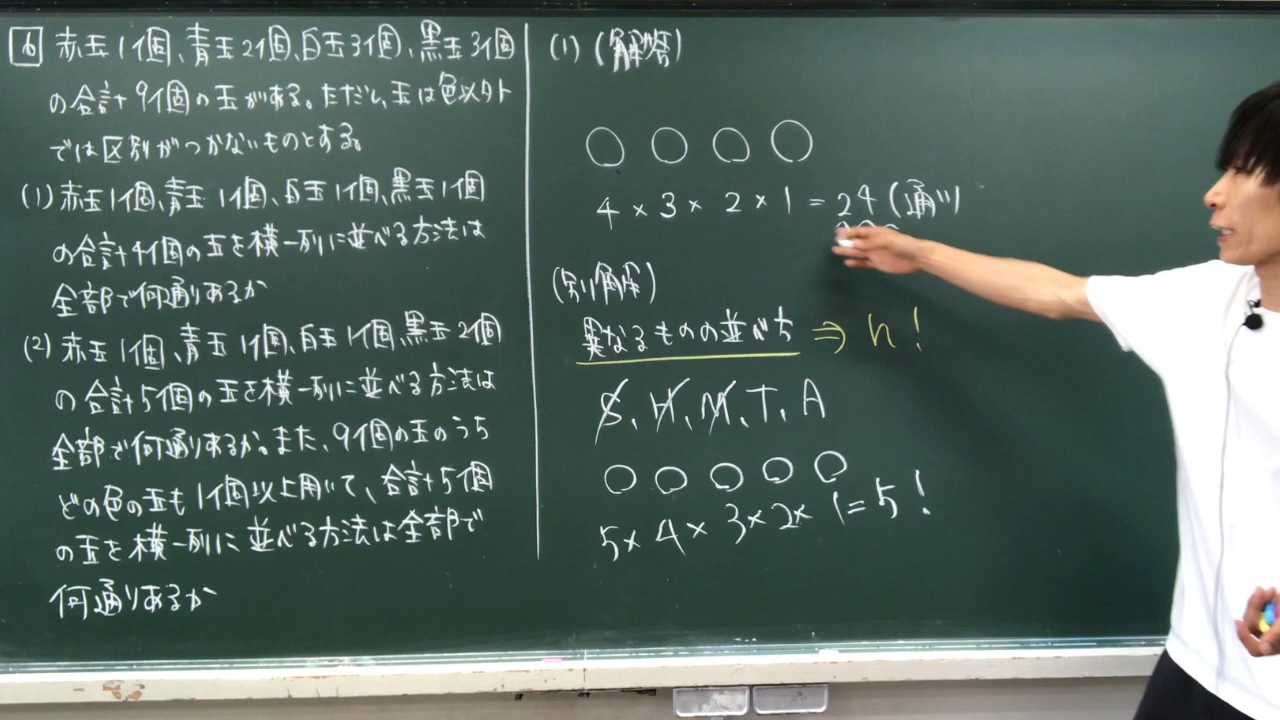 6 赤玉1個、青玉2個、白玉3個、黒玉3個
の合計9個の玉がある。ただし、玉は色以外
では区別がつかないものとする。
(1) 赤玉1個、青玉1個、白玉1個、黒玉1個
の合計4個の玉を横一列に並べる方法は
全部で何通りあるか
(2) 赤玉1個、青玉1個、白玉1個、黒玉2個
の合計5個の玉を横一列に並べる方法は
全部で何通りあるか。また、9個の玉のうち
どの色の玉も1個以上用いて、合計5個
の玉を横一列に並べる方法は全部で
何通りあるか
(1) (解答)
4 × 3 × 2 × 1 = 24 (通り)
(別解)
異なるものの並べ方 ⇒ n!
S、H、M、T、A
5 × 4 × 3 × 2 × 1 = 5!